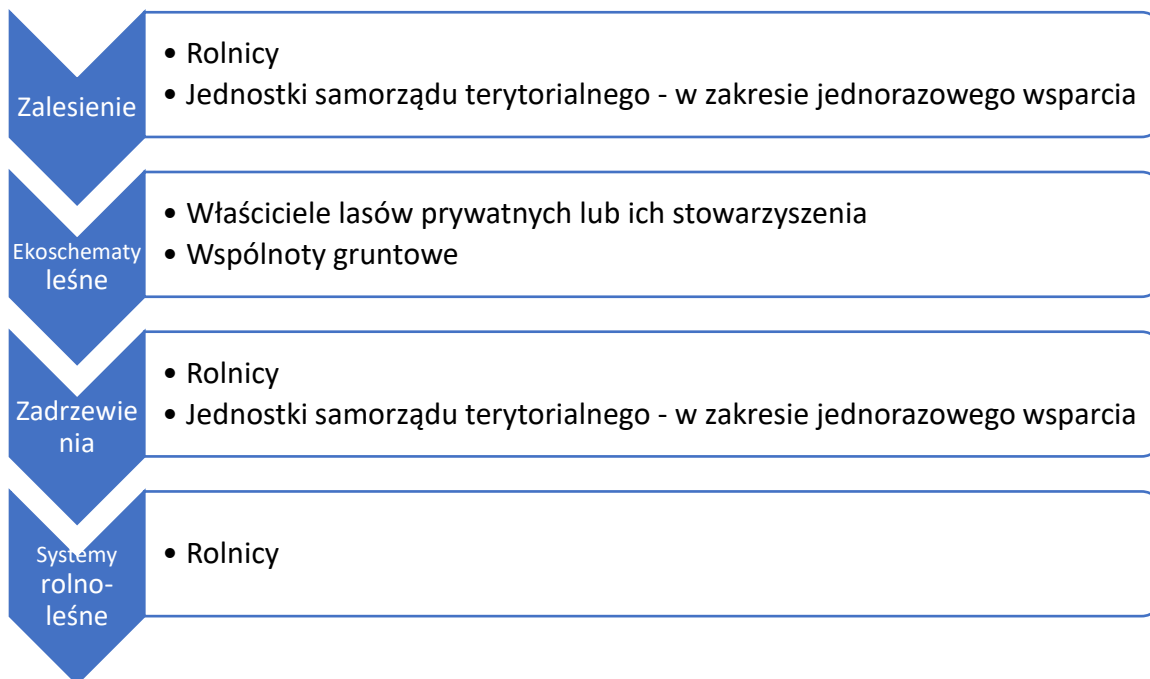 Zalesienie
• Rolnicy
• Jednostki samorządu terytorialnego - w zakresie jednorazowego wsparcia
Ekoschematy
leśne
• Właściciele lasów prywatnych lub ich stowarzyszenia
• Wspólnoty gruntowe
Zadrzewie
nia
• Rolnicy
• Jednostki samorządu terytorialnego - w zakresie jednorazowego wsparcia
Systemy
rolno-
leśne
• Rolnicy